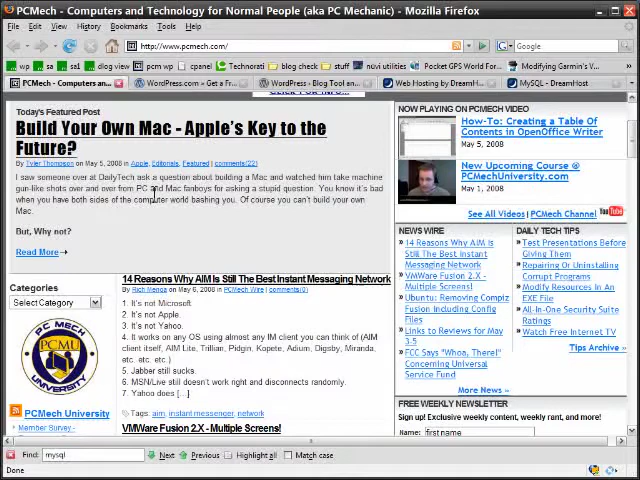 PCMech - Computers and Technology for Normal People (aka PC Mechanic) - Mozilla Firefox
File Edit View History Bookmarks Tools Help
http://www.pcmech.com/
Google
wp sa pcm wp cpanel Technorati blog check stuff nüvi utilities Pocket GPS World Modifying Garmin's V...
PCMech - Computers an... WordPress.com « Get a F... WordPress › Blog Tool an... Web Hosting by DreamH... MySQL - DreamHost
Today's Featured Post
Build Your Own Mac - Apple's Key to the
Future?
By Tyler Thompson on May 5, 2008 in Apple, Editorials, Featured | comments(22)
I saw someone over at DailyTech ask a question about building a Mac and watched him take machine
gun-like shots over and over from PC and Mac fanboys for asking a stupid question. You know it's bad
when you have both sides of the computer world bashing you. Of course you can't build your own
Mac.
But, Why not?
Read More
Categories
Select Category
PC MECH
PCMU
UNIVERSITY
PCMech University
Member Survey -
14 Reasons Why AIM Is Still The Best Instant Messaging Network
By Rich Menga on May 6, 2008 in PCMech Wire | comments(0)
1. It's not Microsoft.
2. It's not Apple.
3. It's not Yahoo.
4. It works on any OS using almost any IM client you can think of (AIM
client itself, AIM Lite, Trillian, Pidgin, Kopete, Adium, Digsby, Miranda,
etc. etc. etc.)
5. Jabber still sucks.
6. MSN/Live still doesn't work right and disconnects randomly.
7. Yahoo does [...]
Tags: aim, instant messenger, network
VMWare Fusion 2.X - Multiple Screens!
NOW PLAYING ON PCMECH VIDEO
How-To: Creating a Table Of
Contents in OpenOffice Writer
May 5, 2008
New Upcoming Course @
PCMechUniversity.com
May 1, 2008
See All Videos | PCMech Channel YouTube
NEWS WIRE
14 Reasons Why AIM Is
Still The Best Instant
Messaging Network
VMWare Fusion 2.X -
Multiple Screens!
Ubuntu: Removing Compiz
Fusion Including Config
Files
Links to Reviews for May
3-5
FCC Says "Whoa, There!"
Concerning Universal
Service Fund
More News »
DAILY TECH TIPS
Test Presentations Before
Giving Them
Repairing Or Uninstalling
Corrupt Programs
Modify Resources In An
EXE File
All-In-One Security Suite
Ratings
Watch Free Internet TV
Tips Archive »
FREE WEEKLY NEWSLETTER
Sign up! Exclusive weekly content, weekly rant, and more!
Name: first name
Find: mysql Next Previous Highlight all Match case
Done